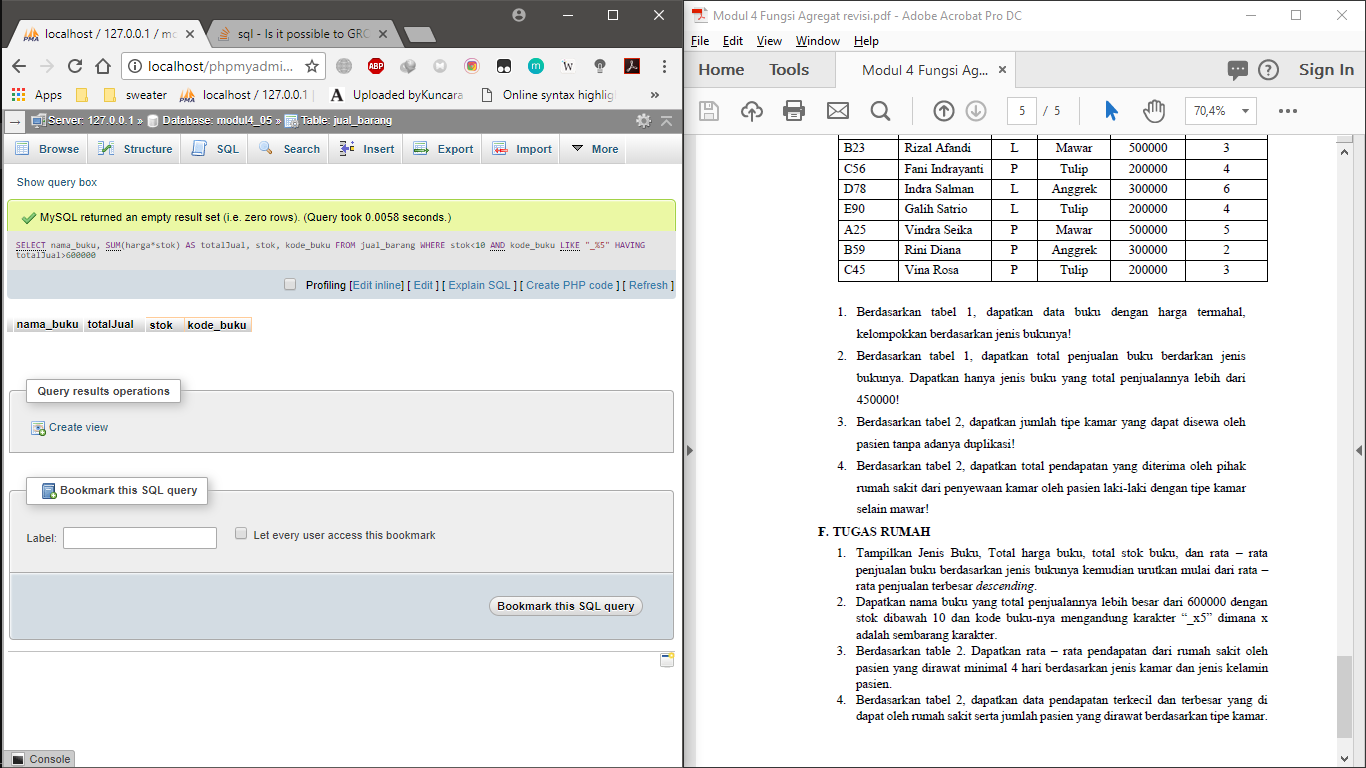 localhost / 127.0.0.1 / mc
sql - Is it possible to GRC
localhost/phpmyadmi...
Apps
sweater
localhost / 127.0.0.1
Uploaded byKuncara
Online syntax highlig
»
Server: 127.0.0.1 » Database: modul4_05 » Table: jual_barang
Browse Structure SQL Search Insert Export Import More
Show query box
MySQL returned an empty result set (i.e. zero rows). (Query took 0.0058 seconds.)
SELECT nama_buku, SUM(harga*stok) AS totalJual, stok, kode_buku FROM jual_barang WHERE stok<10 AND kode_buku LIKE "_%5" HAVING
totalJual>600000
Profiling [Edit inline] [ Edit ] [ Explain SQL ] [ Create PHP code ] [ Refresh ]
nama_buku totalJual stok kode_buku
Query results operations
Create view
Bookmark this SQL query
Label:
Let every user access this bookmark
Bookmark this SQL query
Console
Modul 4 Fungsi Agregat revisi.pdf - Adobe Acrobat Pro DC
File Edit View Window Help
Home Tools Modul 4 Fungsi Ag... × Sign In
5 / 5 70,4%
B23 Rizal Afandi L Mawar 500000 3
C56 Fani Indrayanti P Tulip 200000 4
D78 Indra Salman L Anggrek 300000 6
E90 Galih Satrio L Tulip 200000 4
A25 Vindra Seika P Mawar 500000 5
B59 Rini Diana P Anggrek 300000 2
C45 Vina Rosa P Tulip 200000 3
1. Berdasarkan tabel 1, dapatkan data buku dengan harga termahal,
kelompokkan berdasarkan jenis bukunya!
2. Berdasarkan tabel 1, dapatkan total penjualan buku berdarkan jenis
bukunya. Dapatkan hanya jenis buku yang total penjualannya lebih dari
450000!
3. Berdasarkan tabel 2, dapatkan jumlah tipe kamar yang dapat disewa oleh
pasien tanpa adanya duplikasi!
4. Berdasarkan tabel 2, dapatkan total pendapatan yang diterima oleh pihak
rumah sakit dari penyewaan kamar oleh pasien laki-laki dengan tipe kamar
selain mawar!
F. TUGAS RUMAH
1. Tampilkan Jenis Buku, Total harga buku, total stok buku, dan rata – rata
penjualan buku berdasarkan jenis bukunya kemudian urutkan mulai dari rata –
rata penjualan terbesar descending.
2. Dapatkan nama buku yang total penjualannya lebih besar dari 600000 dengan
stok dibawah 10 dan kode buku-nya mengandung karakter “_x5” dimana x
adalah sembarang karakter.
3. Berdasarkan table 2. Dapatkan rata – rata pendapatan dari rumah sakit oleh
pasien yang dirawat minimal 4 hari berdasarkan jenis kamar dan jenis kelamin
pasien.
4. Berdasarkan tabel 2, dapatkan data pendapatan terkecil dan terbesar yang di
dapat oleh rumah sakit serta jumlah pasien yang dirawat berdasarkan tipe kamar.